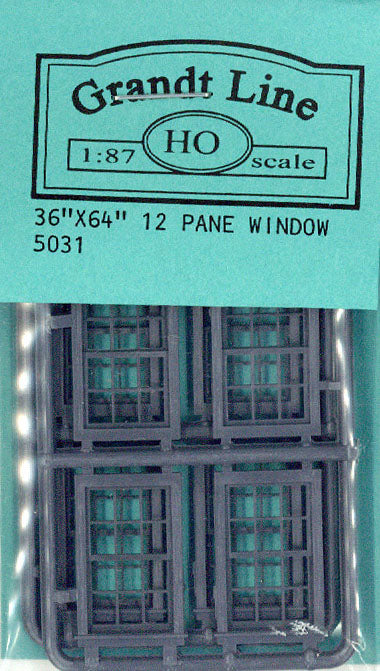 Grandt Line
HO
1:87 scale
36"X64" 12 PANE WINDOW
5031